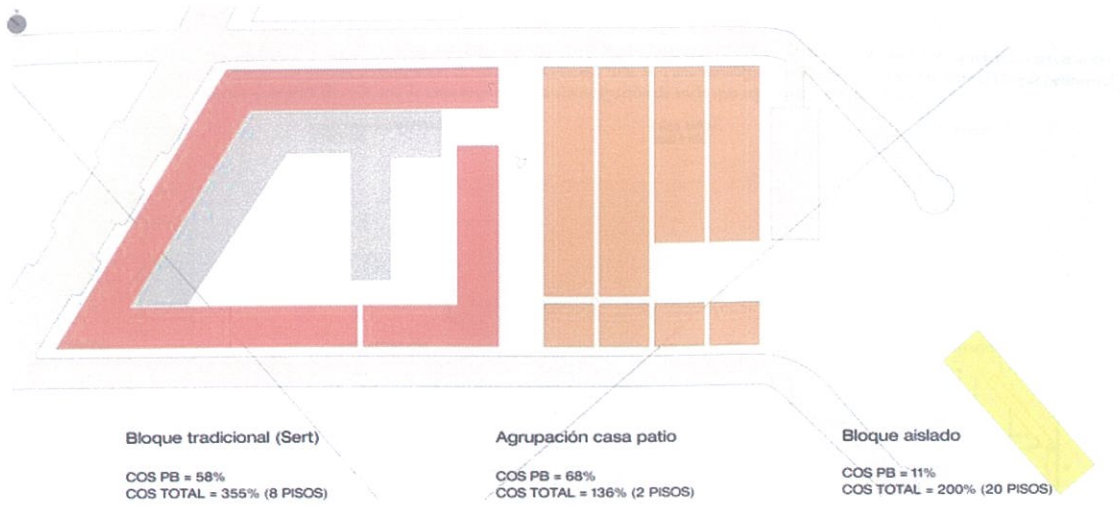 Bloque tradicional (Sert)
COS PB = 58%
COS TOTAL = 355% (8 PISOS)
Agrupación casa patio
COS PB = 68%
COS TOTAL = 136% (2 PISOS)
Bloque aislado
COS PB = 11%
COS TOTAL = 200% (20 PISOS)